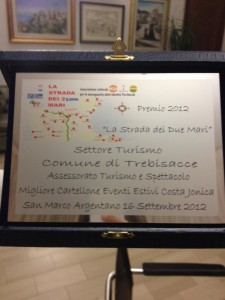 LA
STRADA
DEI 2
MARI
Premio 2012
"La Strada dei Due Mari"
Settore Turismo
Comune di Trebisacce
Assessorato Turismo e Spettacolo
Migliore Cartellone Eventi Estivi Costa Jonica
San Marco Argentano 16 Settembre 2012